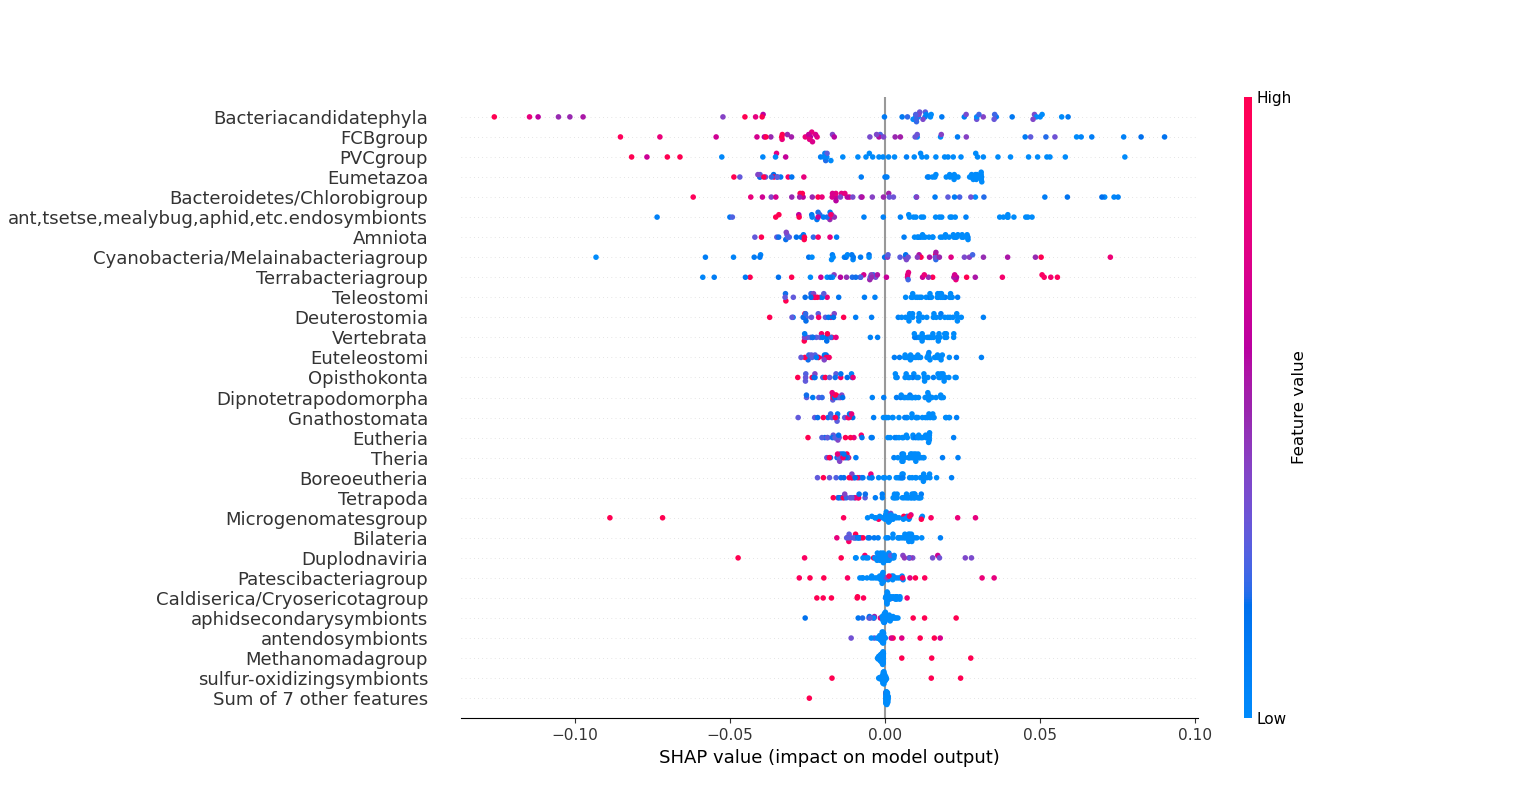 Bacteriacandidatephyla
FCBgroup
PVCgroup
Eumetazoa
Bacteroidetes/Chlorobigroup
ant,tsetse,mealybug,aphid,etc.endosymbionts
Amniota
Cyanobacteria/Melainabacteriagroup
Terrabacteriagroup
Teleostomi
Deuterostomia
Vertebrata
Euteleostomi
Opisthokonta
Dipnotetrapodomorpha
Gnathostomata
Eutheria
Theria
Boreoeutheria
Tetrapoda
Microgenomatesgroup
Bilateria
Duplodnaviria
Patescibacteriagroup
Caldiserica/Cryosericotagroup
aphidsecondarysymbionts
antendosymbionts
Methanomadagroup
sulfur-oxidizingsymbionts
Sum of 7 other features
−0.10 −0.05 0.00 0.05 0.10
SHAP value (impact on model output)
High
Feature value
Low